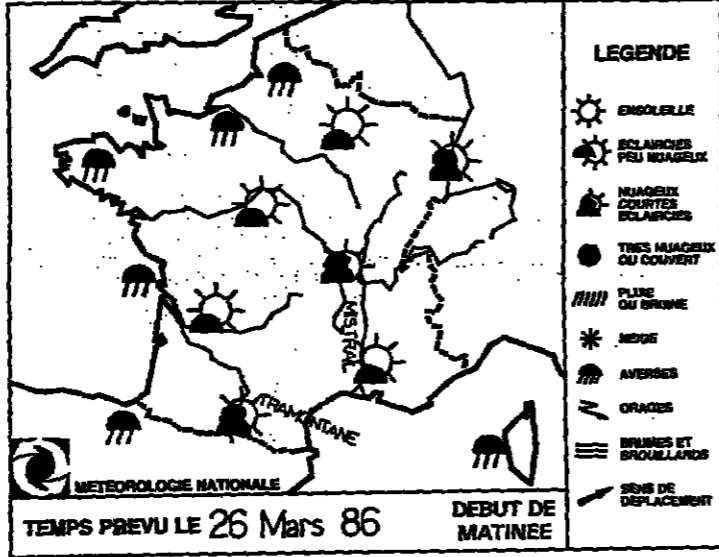 LEGENDE
ENSOLEILLE
ECLAIRCIES
PEU NUAGEUX
NUAGEUX
COURTES
ECLAIRCIES
TRES NUAGEUX
OU COUVERT
PLUIE
OU BRUINE
NEIGE
AVERSES
ORAGES
BRUMES ET
BROUILLARDS
SENS DE
DEPLACEMENT
MISTRAL
TRAMONTANE
METEOROLOGIE NATIONALE
TEMPS PREVU LE 26 Mars 86
DEBUT DE
MATINEE